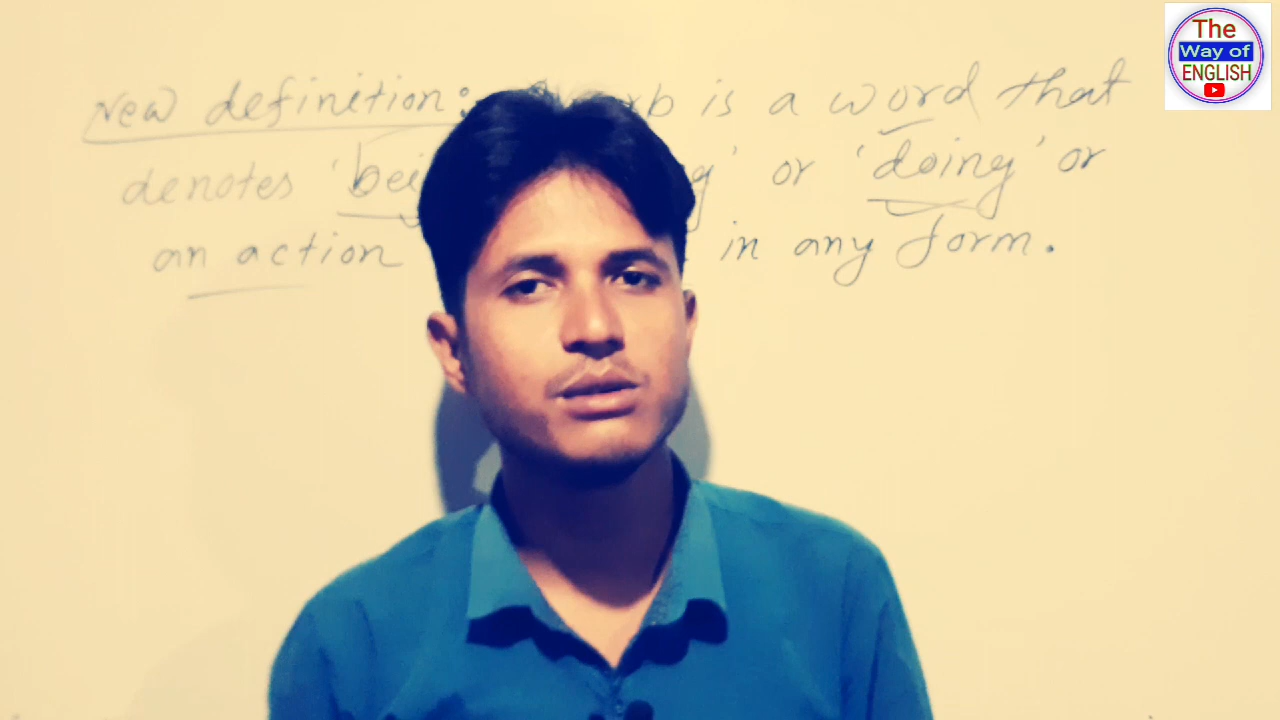 New definition: is a word that
denotes or 'doing' or
an action in any form.
The
Way of
ENGLISH